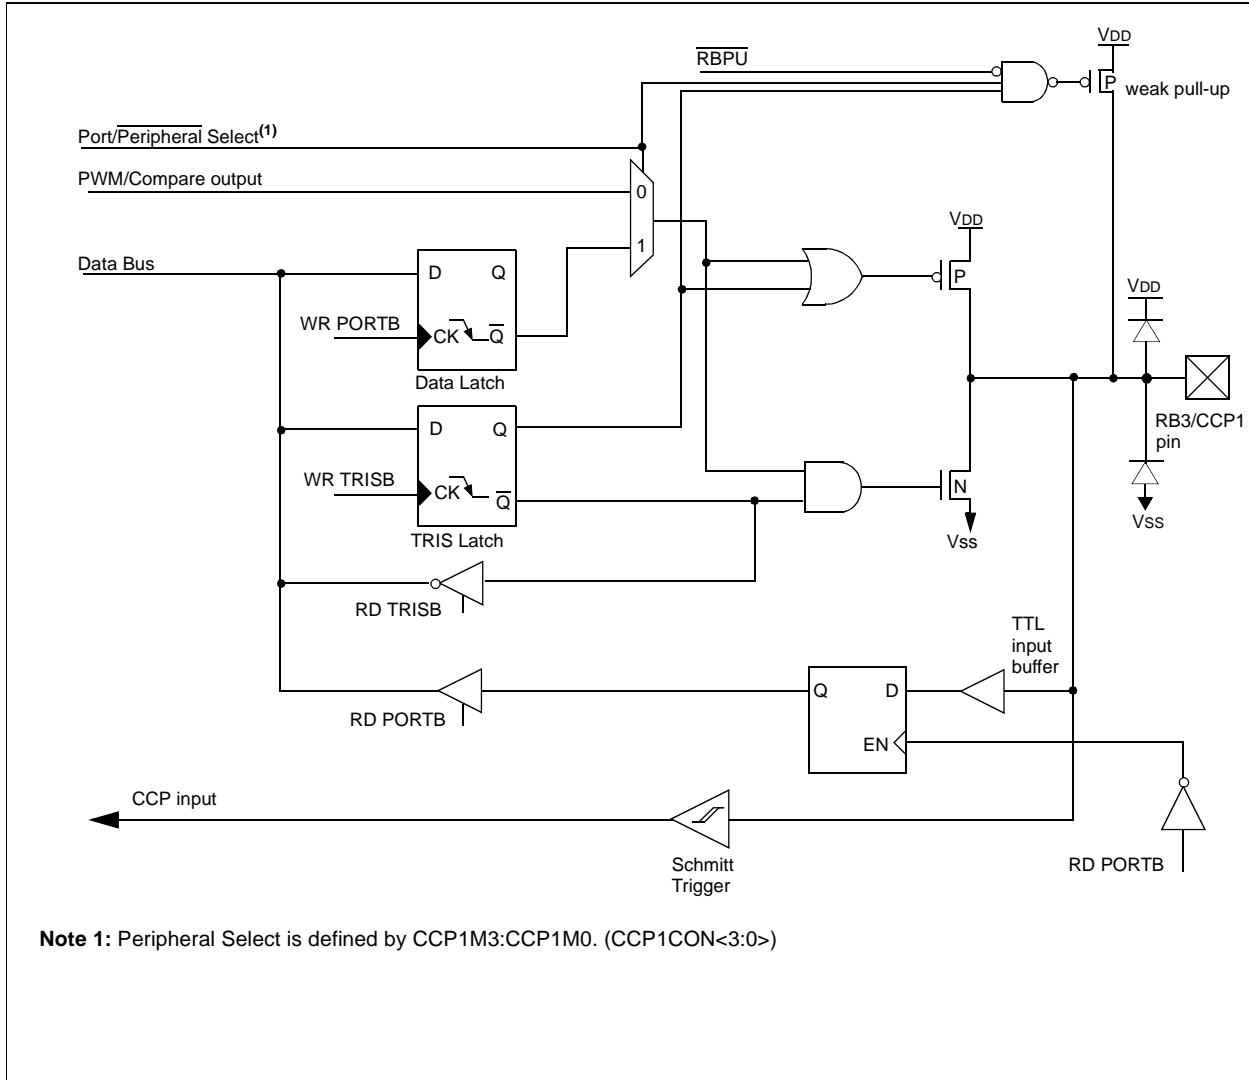 VDD
RBPU
P
weak pull-up
Port/Peripheral Select(1)
PWM/Compare output
0
1
VDD
Data Bus
D
Q
P
VDD
WR PORTB
CK
Q
Data Latch
D
Q
RB3/CCP1
pin
WR TRISB
CK
Q
N
TRIS Latch
Vss
Vss
RD TRISB
TTL
input
buffer
Q
D
RD PORTB
EN
CCP input
Schmitt
Trigger
RD PORTB
Note 1: Peripheral Select is defined by CCP1M3:CCP1M0. (CCP1CON<3:0>)